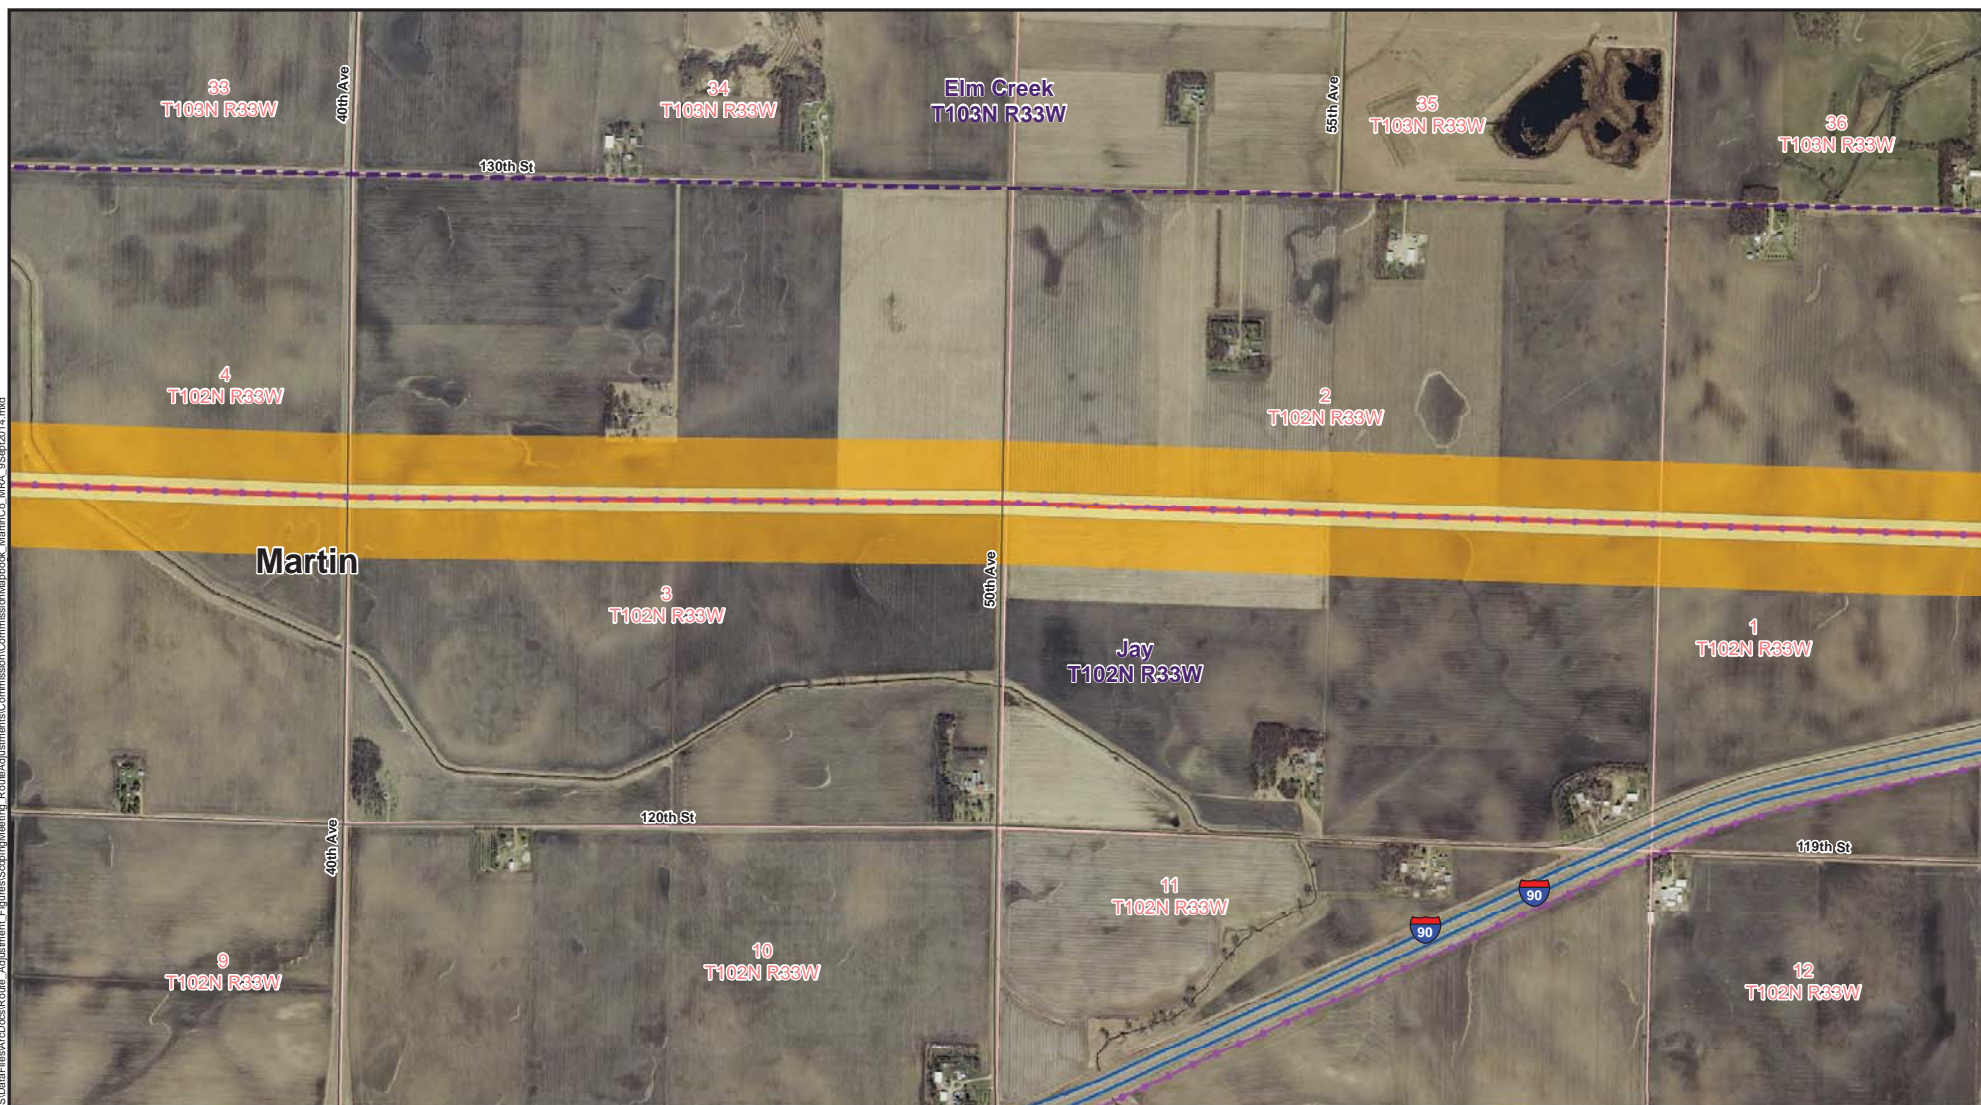 33
T103N R33W
40th Ave
34
T103N R33W
Elm Creek
T103N R33W
55th Ave
35
T103N R33W
36
T103N R33W
130th St
4
T102N R33W
2
T102N R33W
Martin
3
T102N R33W
50th Ave
Jay
T102N R33W
1
T102N R33W
120th St
40th Ave
119th St
11
T102N R33W
90
90
9
T102N R33W
10
T102N R33W
12
T102N R33W